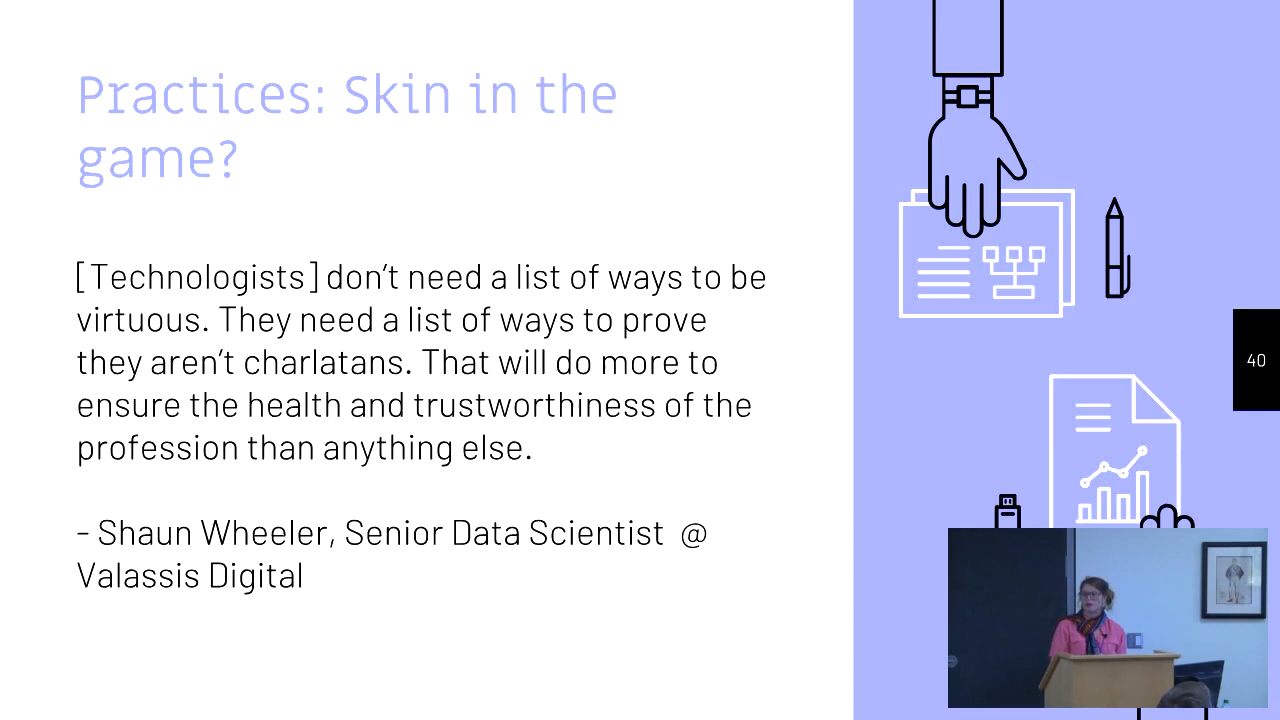 Practices: Skin in the
game?
[Technologists] don’t need a list of ways to be
virtuous. They need a list of ways to prove
they aren’t charlatans. That will do more to
ensure the health and trustworthiness of the
profession than anything else.
- Shaun Wheeler, Senior Data Scientist @
Valassis Digital
40